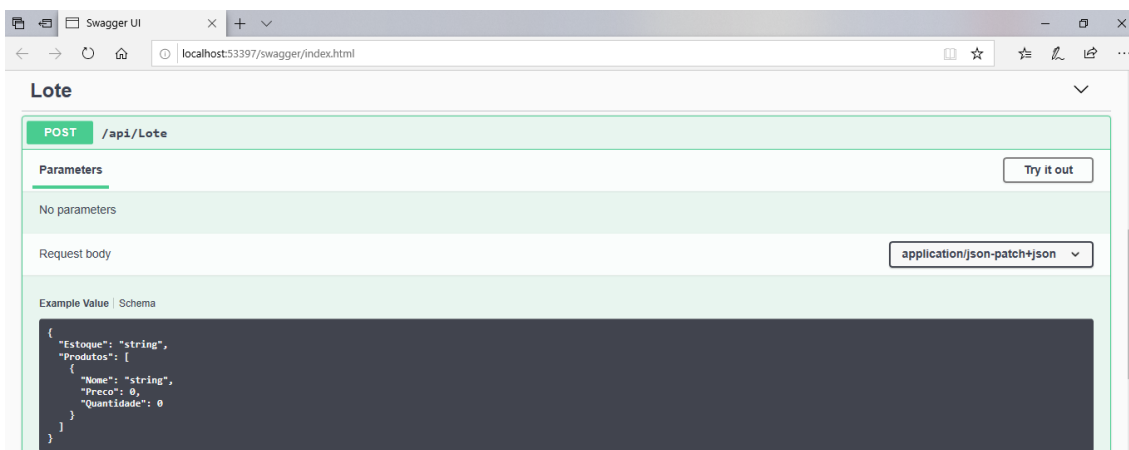 Swagger UI
localhost:53397/swagger/index.html
Lote
POST /api/Lote
Parameters
Try it out
No parameters
Request body
application/json-patch+json
Example Value Schema
{
"Estoque": "string",
"Produtos": [
{
"Nome": "string",
"Preco": 0,
"Quantidade": 0
}
]
}